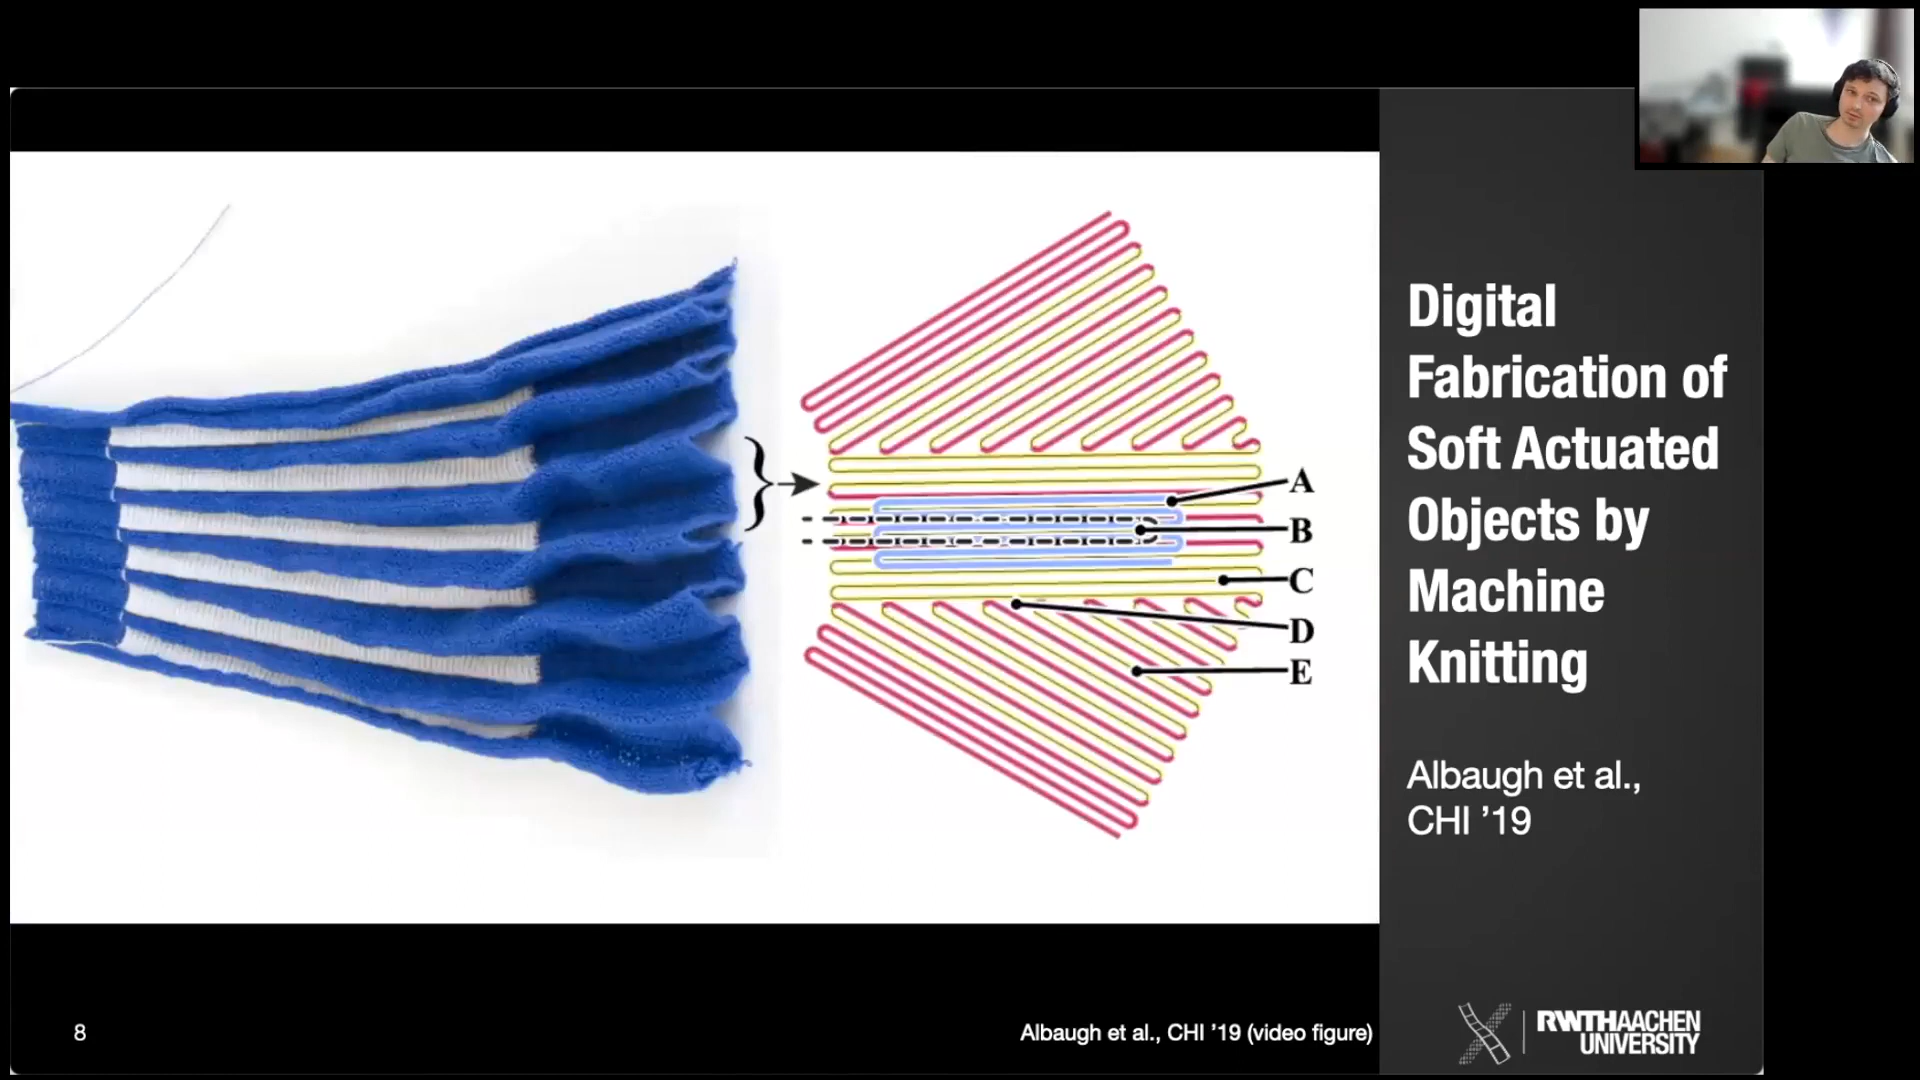 A
B
C
D
E
Digital
Fabrication of
Soft Actuated
Objects by
Machine
Knitting
Albaugh et al.,
CHI ’19
8
Albaugh et al., CHI ’19 (video figure)
RWTHAACHEN
UNIVERSITY